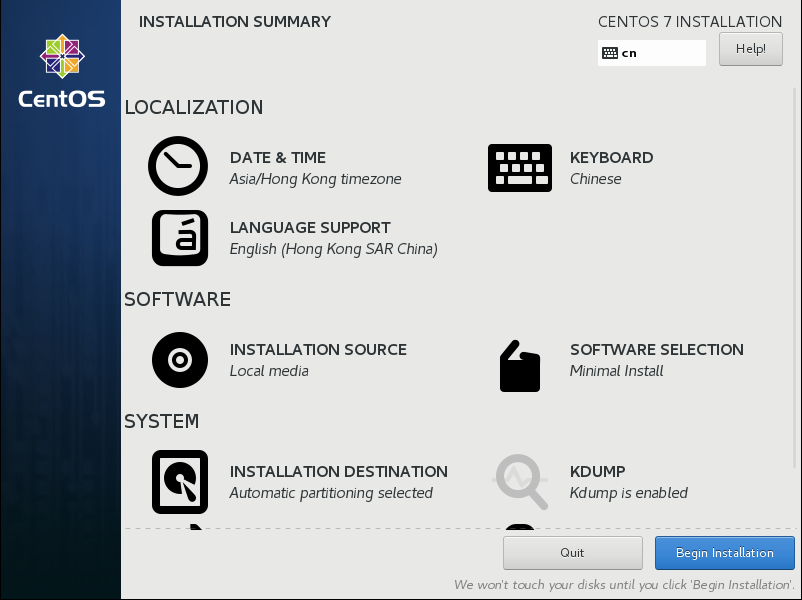 INSTALLATION SUMMARY
CENTOS 7 INSTALLATION
cn
Help!
CentOS
LOCALIZATION
DATE & TIME
Asia/Hong Kong timezone
KEYBOARD
Chinese
á
LANGUAGE SUPPORT
English (Hong Kong SAR China)
SOFTWARE
INSTALLATION SOURCE
Local media
SOFTWARE SELECTION
Minimal Install
SYSTEM
INSTALLATION DESTINATION
Automatic partitioning selected
KDUMP
Kdump is enabled
Quit
Begin Installation
We won't touch your disks until you click 'Begin Installation'.